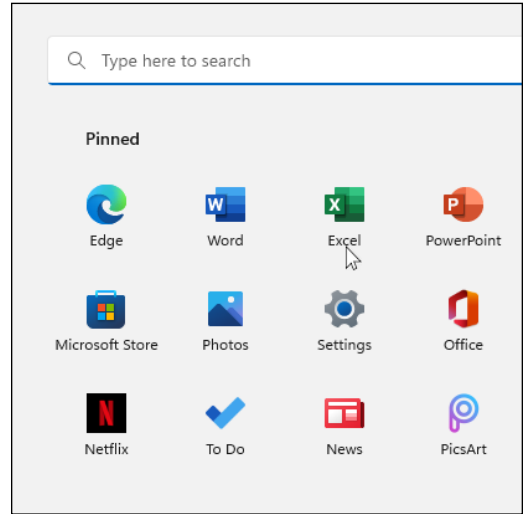 Type here to search
Pinned
Edge Word Excel PowerPoint
Microsoft Store Photos Settings Office
Netflix To Do News PicsArt